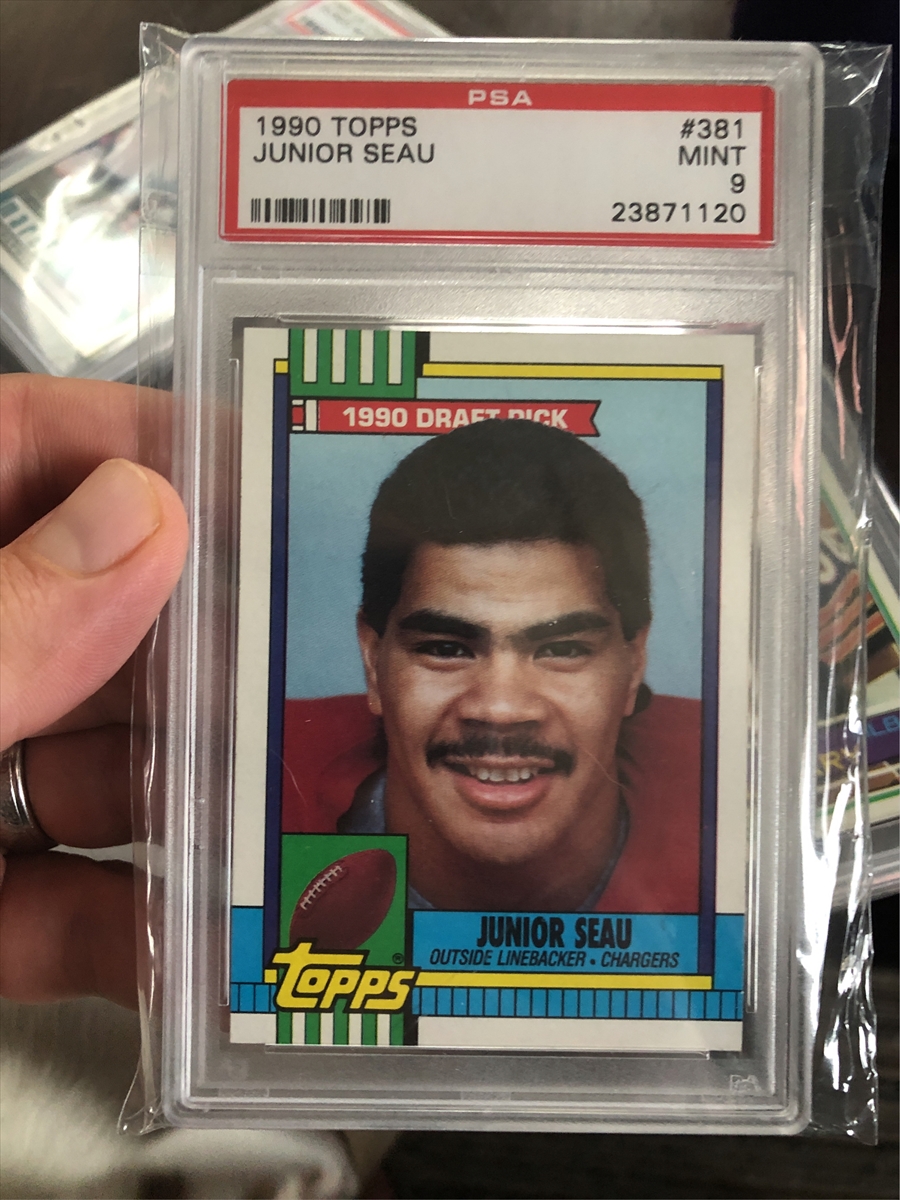 PSA
1990 TOPPS
#381
JUNIOR SEAU
MINT
9
23871120
1990 DRAFT PICK
JUNIOR SEAU
OUTSIDE LINEBACKER • CHARGERS
topps®